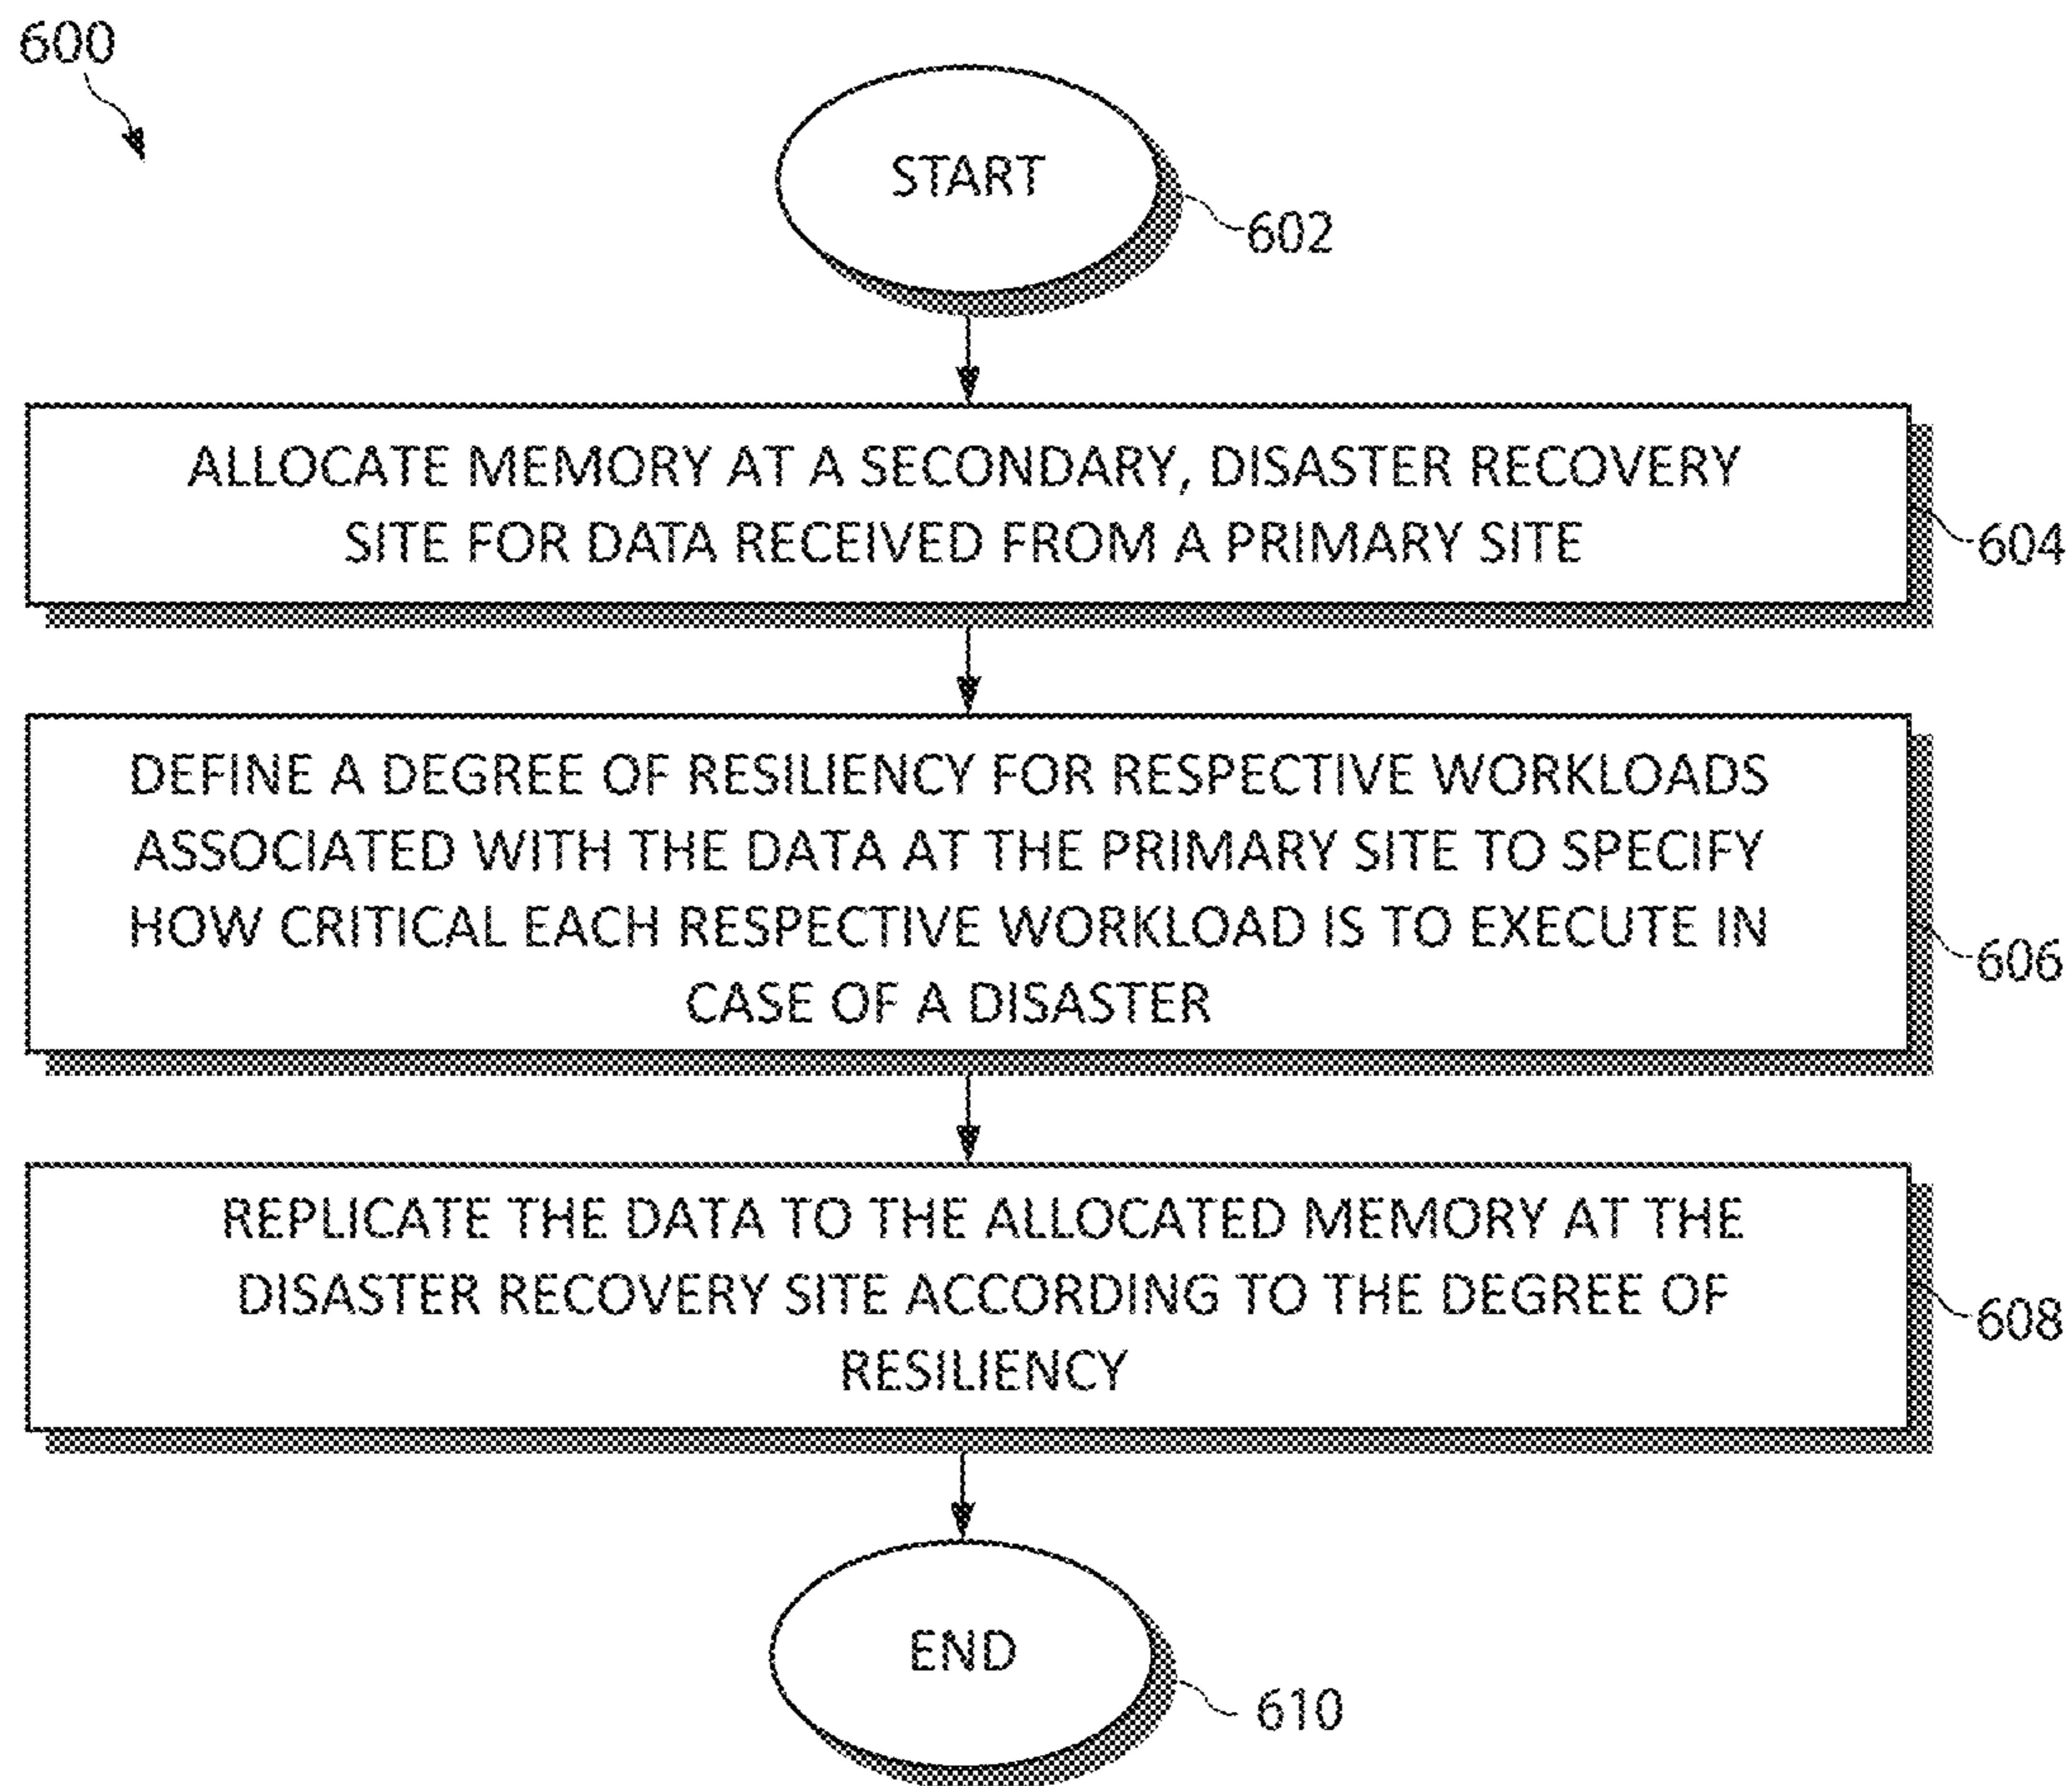 600
START
602
ALLOCATE MEMORY AT A SECONDARY, DISASTER RECOVERY
SITE FOR DATA RECEIVED FROM A PRIMARY SITE
604
DEFINE A DEGREE OF RESILIENCY FOR RESPECTIVE WORKLOADS
ASSOCIATED WITH THE DATA AT THE PRIMARY SITE TO SPECIFY
HOW CRITICAL EACH RESPECTIVE WORKLOAD IS TO EXECUTE IN
CASE OF A DISASTER
606
REPLICATE THE DATA TO THE ALLOCATED MEMORY AT THE
DISASTER RECOVERY SITE ACCORDING TO THE DEGREE OF
RESILIENCY
608
END
610